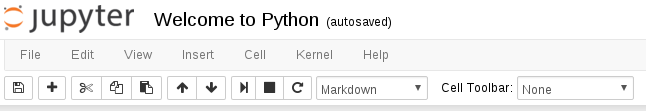 jupyter Welcome to Python (autosaved)
File Edit View Insert Cell Kernel Help
Markdown Cell Toolbar: None